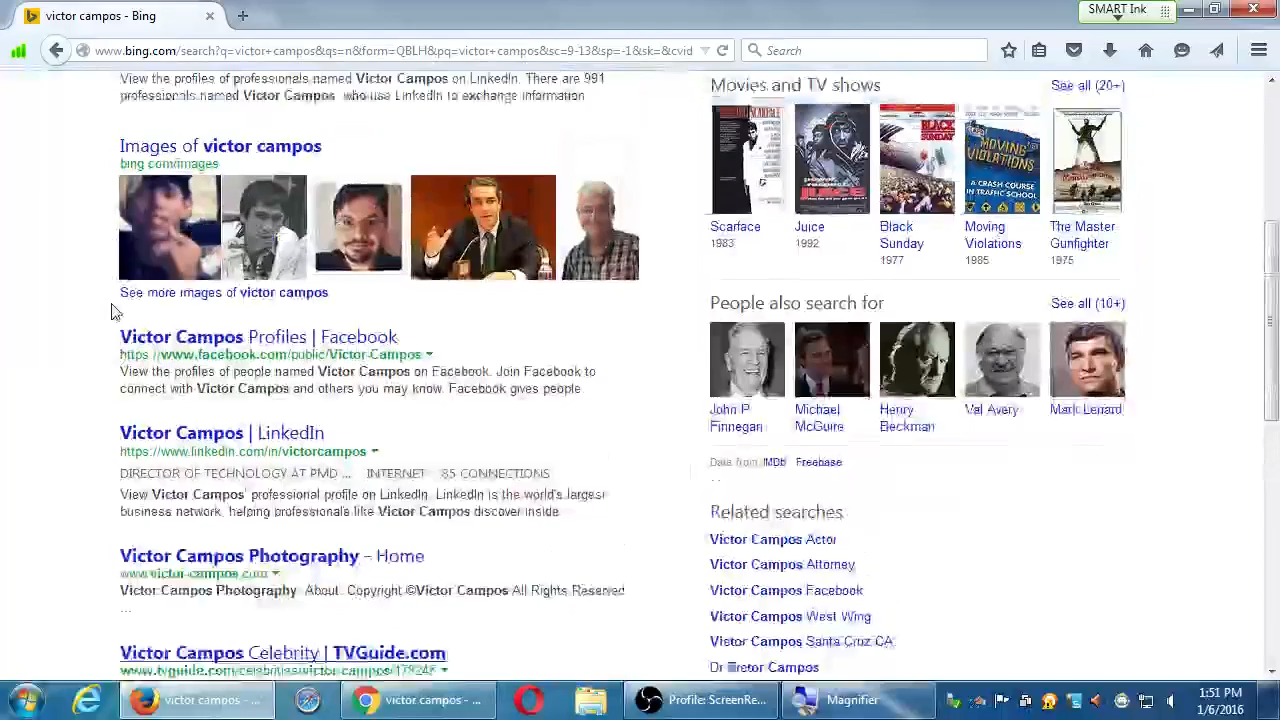 victor campos - Bing
SMART Ink
www.bing.com/search?q=victor+campos&qs=n&form=QBLH&pq=victor+campos&sc=9-13&sp=-1&sk=&cvid
Search
View the profiles of professionals named Victor Campos on LinkedIn. There are 991
professionals named Victor Campos who use LinkedIn to exchange information
Images of victor campos
bing.com/images
See more images of victor campos
Victor Campos Profiles | Facebook
https://www.facebook.com/public/Victor-Campos
View the profiles of people named Victor Campos on Facebook. Join Facebook to
connect with Victor Campos and others you may know. Facebook gives people
Victor Campos | LinkedIn
https://www.linkedin.com/in/victorcampos
DIRECTOR OF TECHNOLOGY AT PMD ... INTERNET 85 CONNECTIONS
View Victor Campos' professional profile on LinkedIn. LinkedIn is the world's largest
business network, helping professionals like Victor Campos discover inside
Victor Campos Photography - Home
www.victor-campos.com
Victor Campos Photography. About. Copyright ©Victor Campos All Rights Reserved
...
Victor Campos Celebrity | TVGuide.com
Movies and TV shows
See all (20+)
Scarface
1983
Juice
1992
Black Sunday
1977
Moving Violations
1985
The Master Gunfighter
1975
BLACK SUNDAY
JUICE
MOVING VIOLATIONS
A CRASH COURSE
IN TRAFFIC SCHOOL
People also search for
See all (10+)
John P. Finnegan
Michael McGuire
Henry Beckman
Val Avery
Mark Lenard
Data from: IMDb Freebase
Related searches
Victor Campos Actor
Victor Campos Attorney
Victor Campos Facebook
Victor Campos West Wing
Victor Campos Santa Cruz CA
Campos
victor campos - ...
victor campos - ...
Profile: ScreenRe...
Magnifier
1:51 PM
1/6/2016